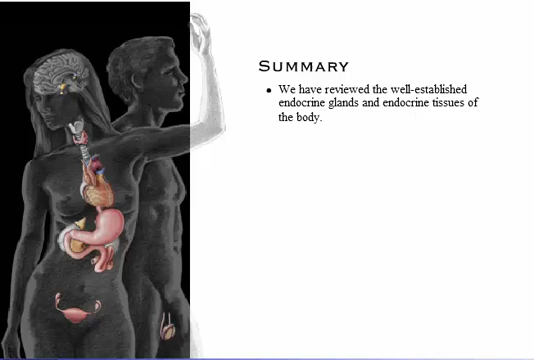 SUMMARY
• We have reviewed the well-established
endocrine glands and endocrine tissues of
the body.